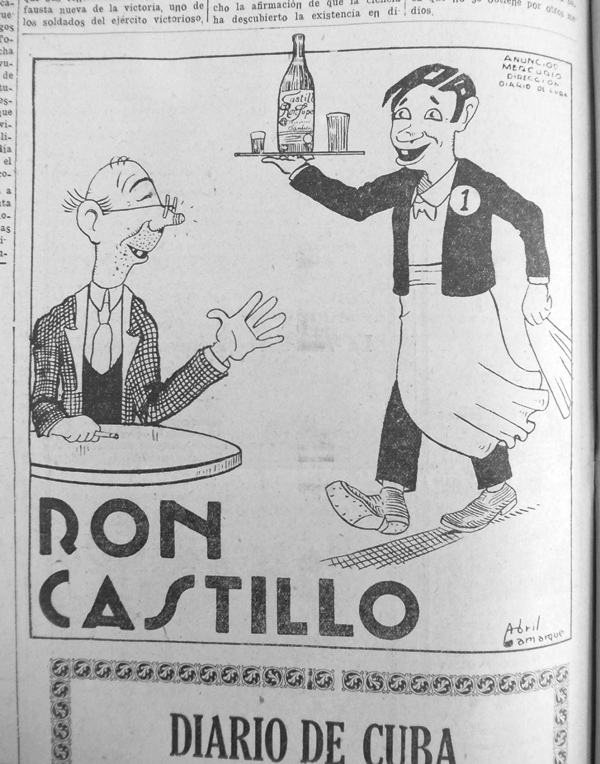 fausta nueva de la victoria, uno de
los soldados del ejército victorioso,
cho la afirmación de que la ciencia
ha descubierto la existencia en di-
dios.
ANUNCIOS
MERCURIO
DIRECCION
DIARIO DE CUBA
Castillo
Ron Super
1
RON
CASTILLO
Abril
Lamarque
DIARIO DE CUBA